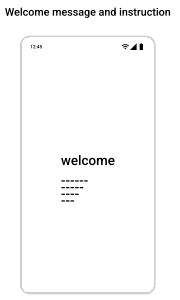 Welcome message and instruction
12:45
welcome
------
-----
----
---